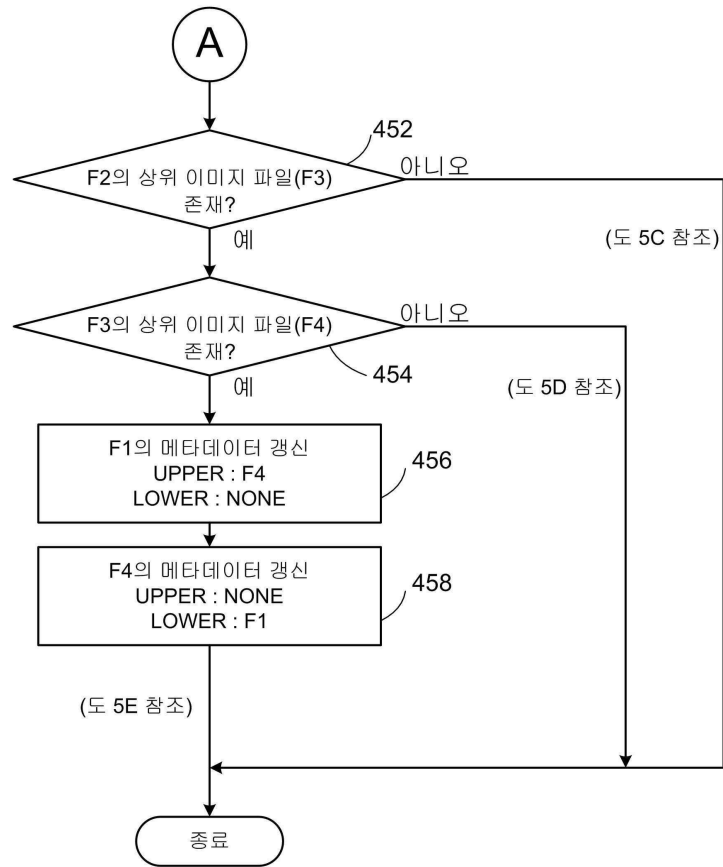 A
452
F2의 상위 이미지 파일(F3)
존재?
아니오
예
(도 5C 참조)
F3의 상위 이미지 파일(F4)
존재?
아니오
454
예
(도 5D 참조)
F1의 메타데이터 갱신
UPPER : F4
LOWER : NONE
456
F4의 메타데이터 갱신
UPPER : NONE
LOWER : F1
458
(도 5E 참조)
종료